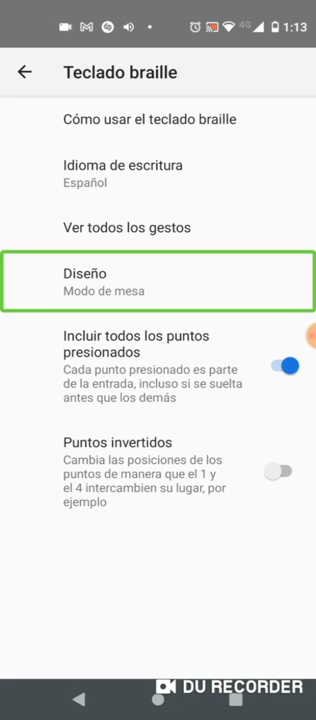 4G 1:13
Teclado braille
Cómo usar el teclado braille
Idioma de escritura
Español
Ver todos los gestos
Diseño
Modo de mesa
Incluir todos los puntos
presionados
Cada punto presionado es parte
de la entrada, incluso si se suelta
antes que los demás
Puntos invertidos
Cambia las posiciones de los
puntos de manera que el 1 y
el 4 intercambien su lugar, por
ejemplo
DU RECORDER